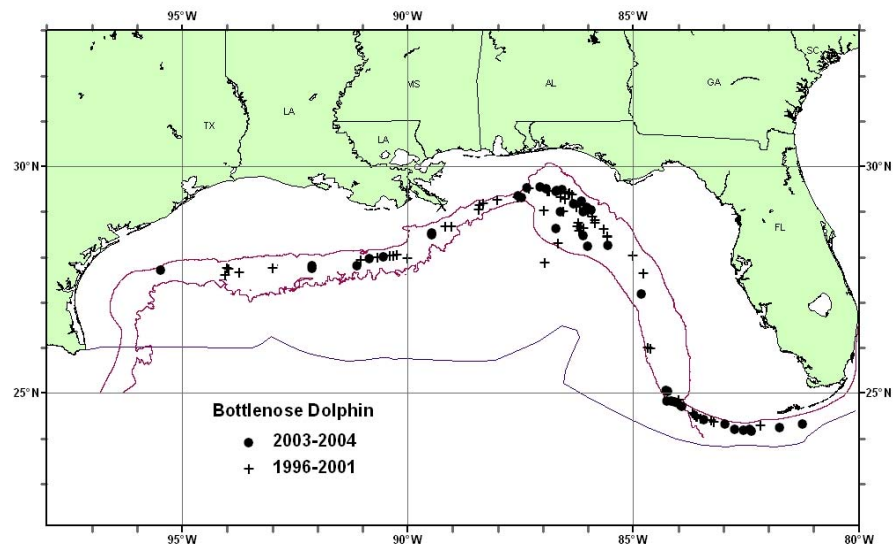 95°W 90°W 85°W 80°W
SC
MS AL GA
TX LA
LA
30°N 30°N
FL
25°N 25°N
Bottlenose Dolphin
2003-2004
1996-2001
95°W 90°W 85°W 80°W